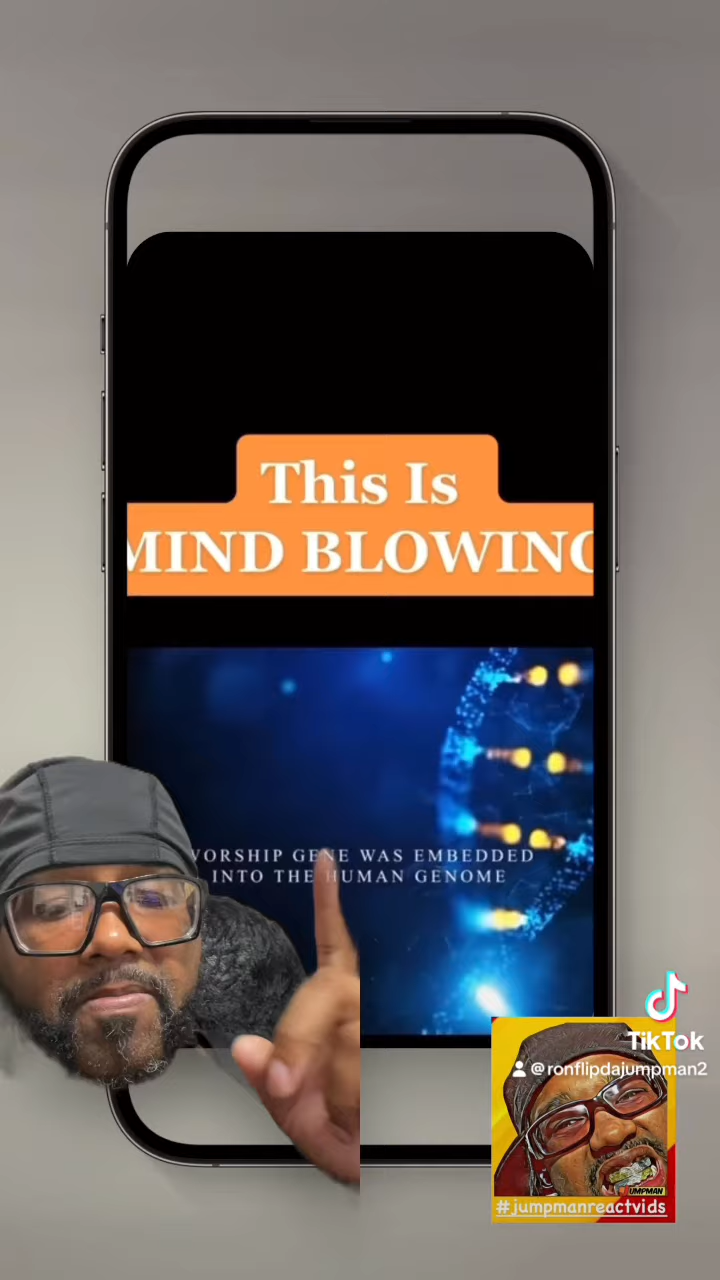 This Is
MIND BLOWING
WORSHIP GENE WAS EMBEDDED
INTO THE HUMAN GENOME
TikTok
@ronflipdajumpman2
JUMPMAN
#jumpmanreactvids